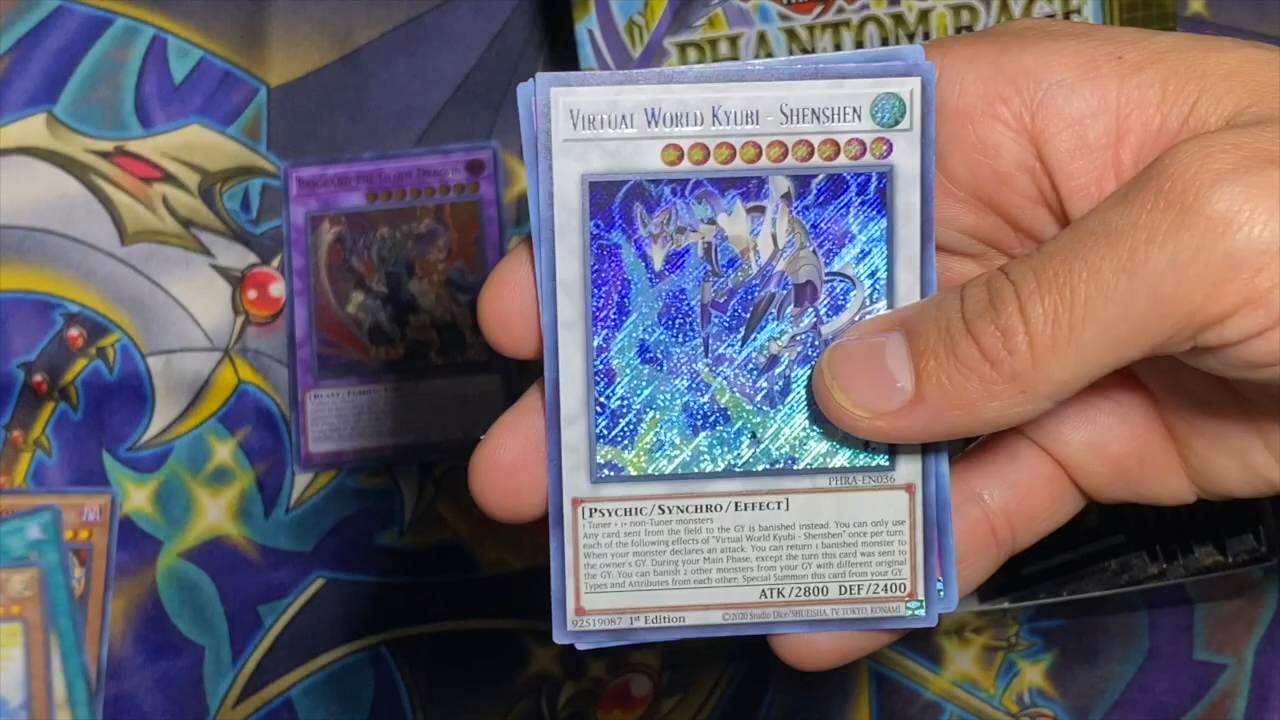 PHANTOM RAGE
VIRTUAL WORLD KYUBI - SHENSHEN
PHRA-EN036
[PSYCHIC/SYNCHRO/EFFECT]
1 Tuner + 1+ non-Tuner monsters
Any card sent from the field to the GY is banished instead. You can only use
each of the following effects of "Virtual World Kyubi - Shenshen" once per turn.
When your monster declares an attack: You can return 1 banished monster to
the owner's GY. During your Main Phase, except the turn this card was sent to
the GY: You can banish 2 other monsters from your GY with different original
Types and Attributes from each other; Special Summon this card from your GY.
ATK/2800 DEF/2400
92519087 1st Edition
©2020 Studio Dice/SHUEISHA, TV TOKYO, KONAMI